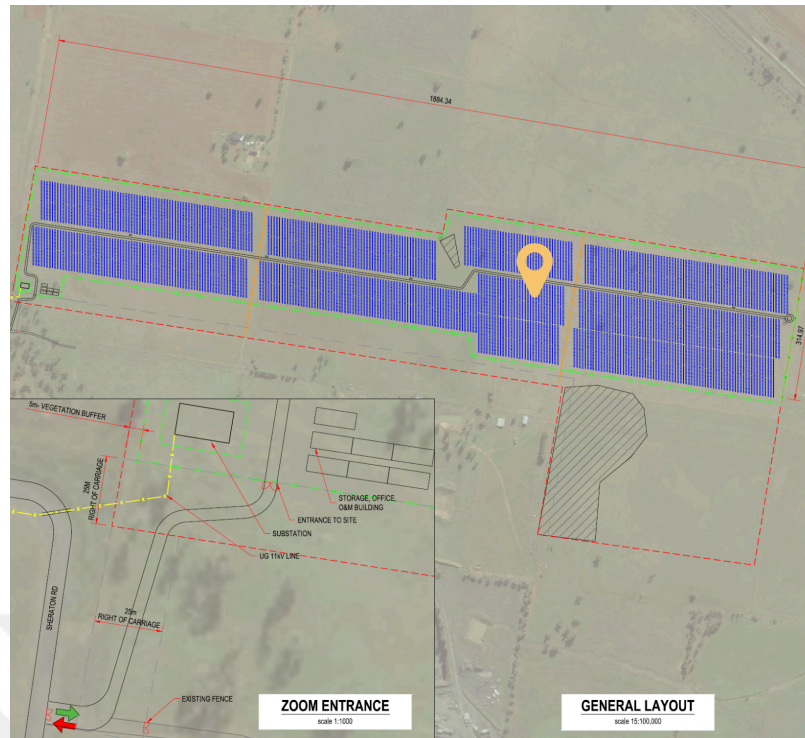 1884.34
314.97
5m- VEGETATION BUFFER
25M
RIGHT OF CARRIAGE
STORAGE, OFFICE,
O&M BUILDING
ENTRANCE TO SITE
SUBSTATION
UG 11kV LINE
SHERATON RD
25m
RIGHT OF CARRIAGE
EXISTING FENCE
ZOOM ENTRANCE
scale 1:1000
GENERAL LAYOUT
scale 15:100,000